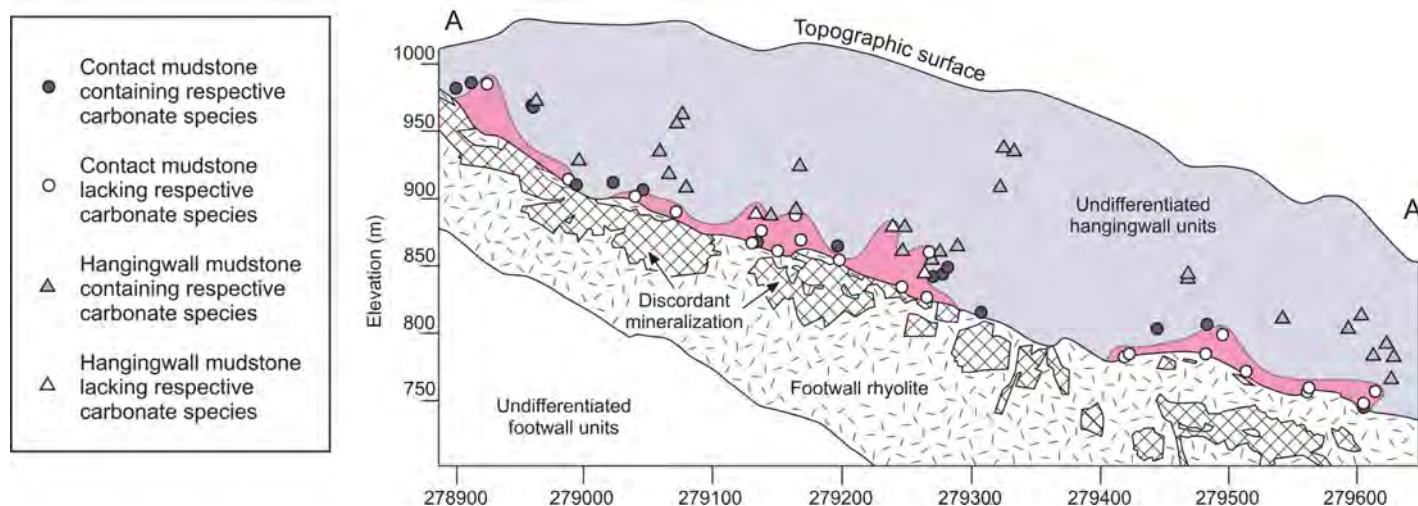 Contact mudstone
containing respective
carbonate species
Contact mudstone
lacking respective
carbonate species
Hangingwall mudstone
containing respective
carbonate species
Hangingwall mudstone
lacking respective
carbonate species
A
Topographic surface
A
Elevation (m)
1000
950
900
850
800
750
Undifferentiated
hangingwall units
Discordant
mineralization
Footwall rhyolite
Undifferentiated
footwall units
278900
279000
279100
279200
279300
279400
279500
279600